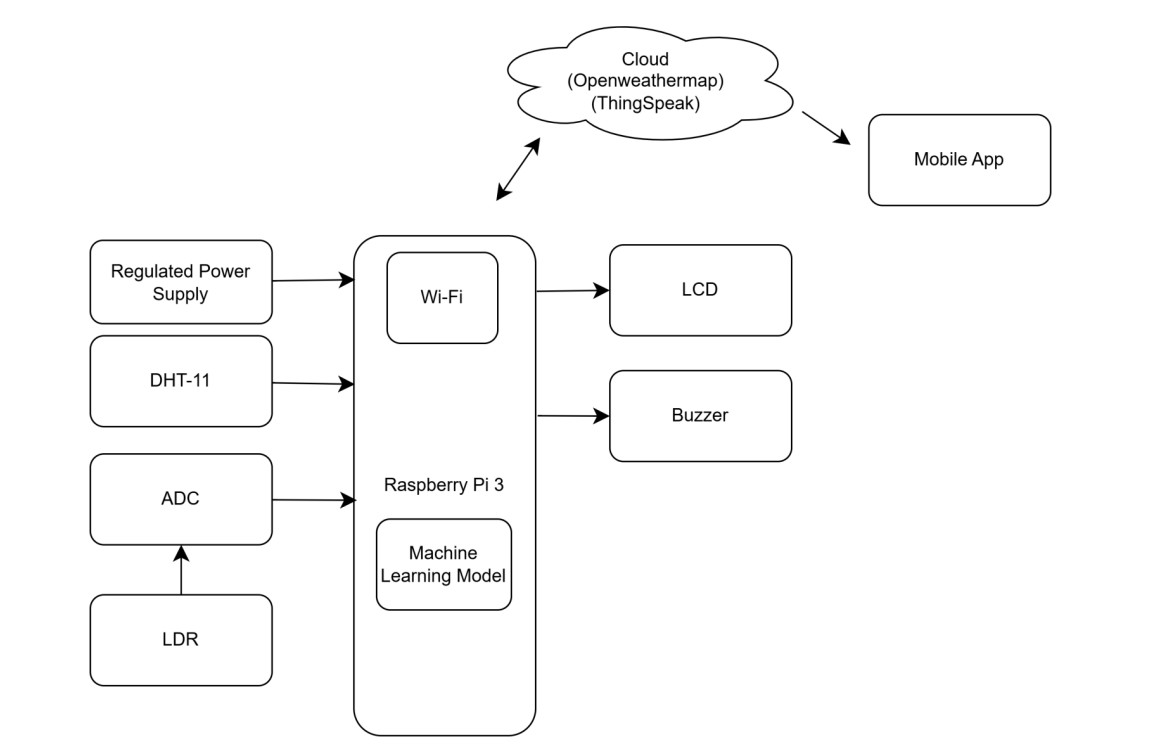 Cloud
(Openweathermap)
(ThingSpeak)
Mobile App
Regulated Power
Supply
Wi-Fi
LCD
DHT-11
Buzzer
ADC
Raspberry Pi 3
Machine
Learning Model
LDR